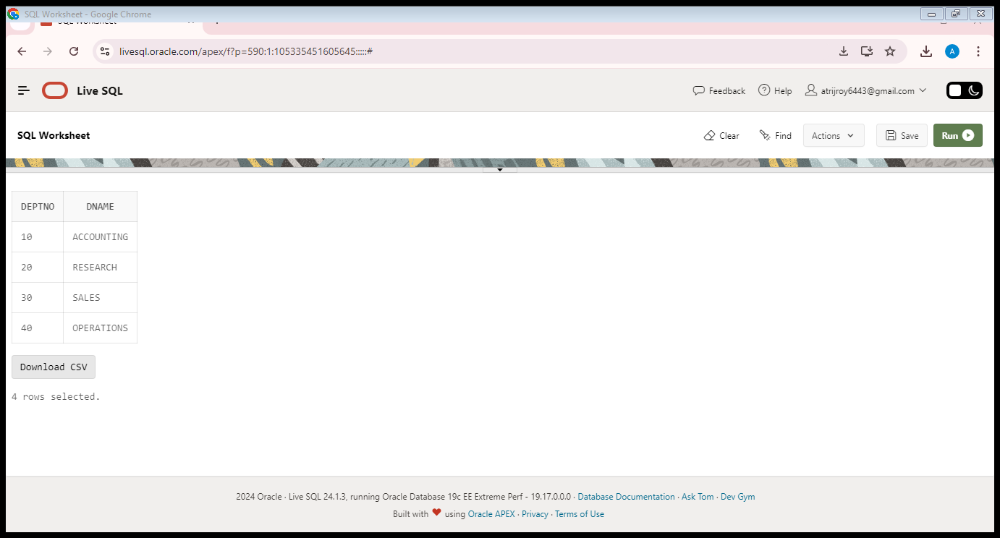 SQL Worksheet - Google Chrome
SQL Worksheet
livesql.oracle.com/apex/f?p=590:1:105335451605645:::::#
A
Live SQL
Feedback
Help
atrijroy6443@gmail.com
SQL Worksheet
Clear
Find
Actions
Save
Run
DEPTNO DNAME
10 ACCOUNTING
20 RESEARCH
30 SALES
40 OPERATIONS
Download CSV
4 rows selected.
2024 Oracle · Live SQL 24.1.3, running Oracle Database 19c EE Extreme Perf - 19.17.0.0.0 · Database Documentation · Ask Tom · Dev Gym
Built with ❤ using Oracle APEX · Privacy · Terms of Use